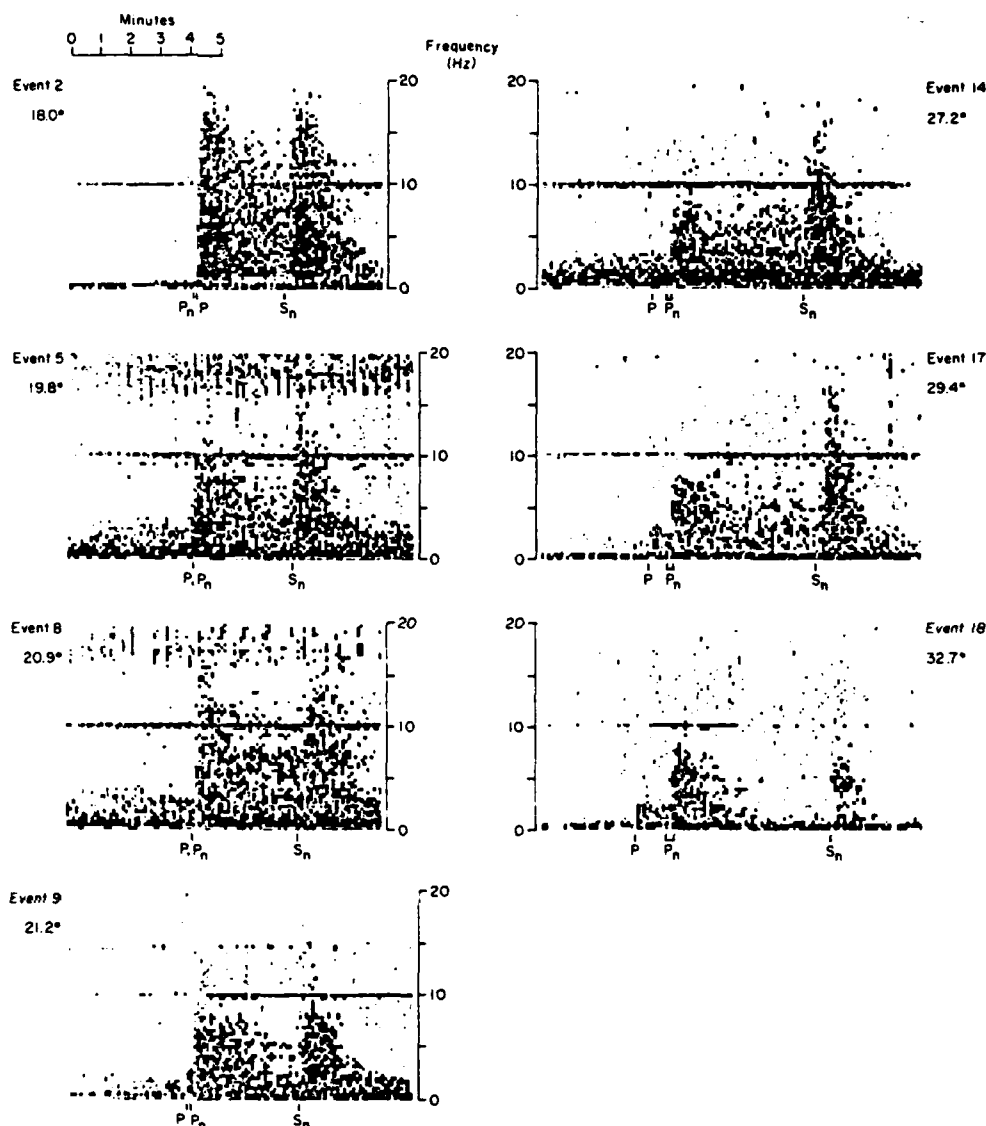 Minutes
0 1 2 3 4 5
Frequency
(Hz)
Event 2
18.0°
20
10
0
Pn P
Sn
Event 14
27.2°
20
10
0
P Pn
Sn
Event 5
19.8°
20
10
0
P, Pn
Sn
Event 17
29.4°
20
10
0
P Pn
Sn
Event 8
20.9°
20
10
0
P, Pn
Sn
Event 18
32.7°
20
10
0
P Pn
Sn
Event 9
21.2°
20
10
0
P Pn
Sn